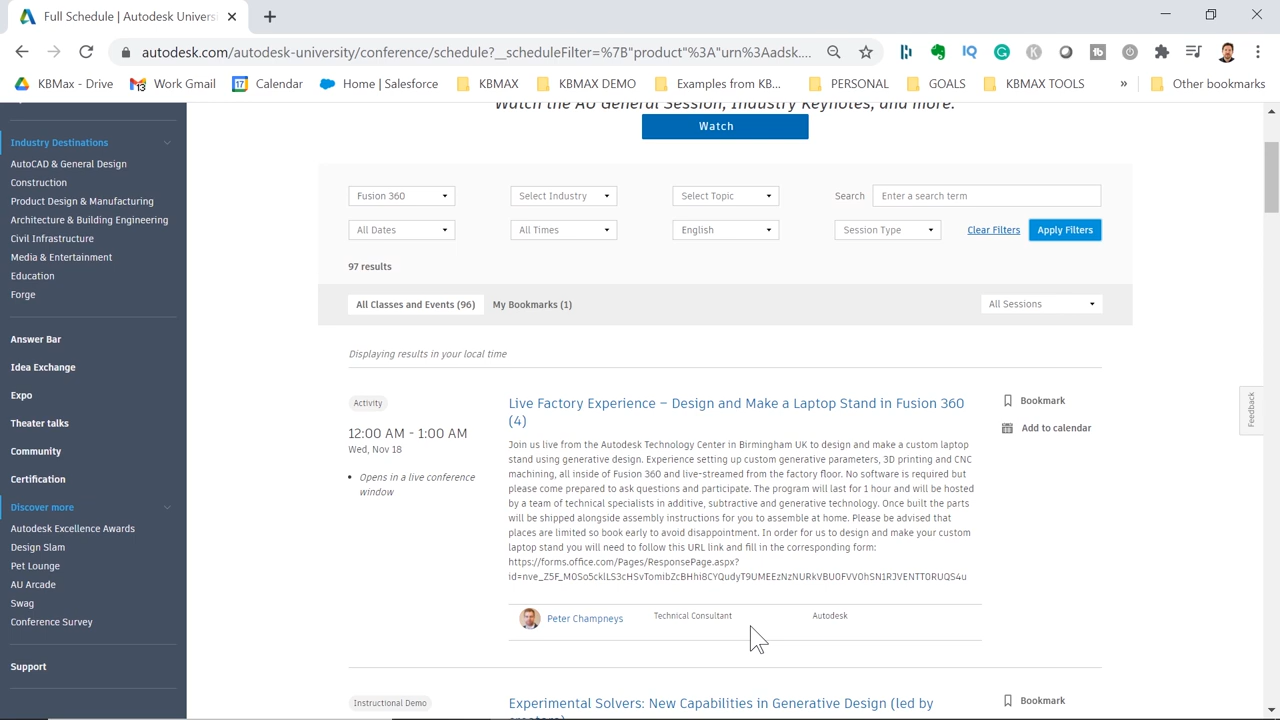 Full Schedule | Autodesk Universi
autodesk.com/autodesk-university/conference/schedule?__scheduleFilter=%7B"product"%3A"urn%3Aadsk....
KBMax - Drive
Work Gmail
Calendar
Home | Salesforce
KBMAX
KBMAX DEMO
Examples from KB...
PERSONAL
GOALS
KBMAX TOOLS
»
Other bookmarks
Industry Destinations
AutoCAD & General Design
Construction
Product Design & Manufacturing
Architecture & Building Engineering
Civil Infrastructure
Media & Entertainment
Education
Forge
Answer Bar
Idea Exchange
Expo
Theater talks
Community
Certification
Discover more
Autodesk Excellence Awards
Design Slam
Pet Lounge
AU Arcade
Swag
Conference Survey
Support
Watch the AU General Session, Industry Keynotes, and more.
Watch
Fusion 360
Select Industry
Select Topic
Search
Enter a search term
All Dates
All Times
English
Session Type
Clear Filters
Apply Filters
97 results
All Classes and Events (96)
My Bookmarks (1)
All Sessions
Displaying results in your local time
Activity
12:00 AM - 1:00 AM
Wed, Nov 18
• Opens in a live conference
window
Live Factory Experience – Design and Make a Laptop Stand in Fusion 360
(4)
Join us live from the Autodesk Technology Center in Birmingham UK to design and make a custom laptop
stand using generative design. Experience setting up custom generative parameters, 3D printing and CNC
machining, all inside of Fusion 360 and live-streamed from the factory floor. No software is required but
please come prepared to ask questions and participate. The program will last for 1 hour and will be hosted
by a team of technical specialists in additive, subtractive and generative technology. Once built the parts
will be shipped alongside assembly instructions for you to assemble at home. Please be advised that
places are limited so book early to avoid disappointment. In order for us to design and make your custom
laptop stand you will need to follow this URL link and fill in the corresponding form:
https://forms.office.com/Pages/ResponsePage.aspx?
Peter Champneys
Technical Consultant
Autodesk
Bookmark
Add to calendar
Feedback
Instructional Demo
Experimental Solvers: New Capabilities in Generative Design (led by
Bookmark